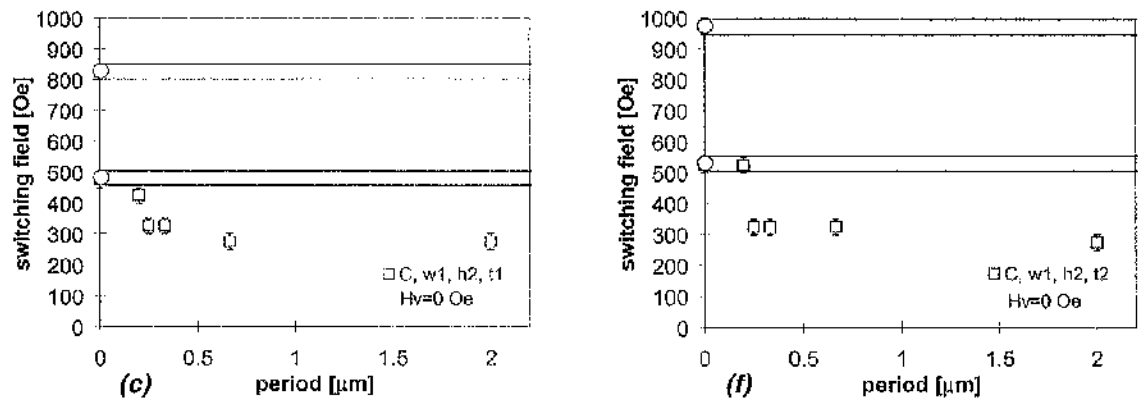 1000
900
800
700
600
500
400
300
200
100
0
switching field [Oe]
C, w1, h2, t1
Hv=0 Oe
0 0.5 1 1.5 2
(c) period [µm]
1000
900
800
700
600
500
400
300
200
100
0
switching field [Oe]
C, w1, h2, t2
Hv=0 Oe
0 0.5 1 1.5 2
(f) period [µm]